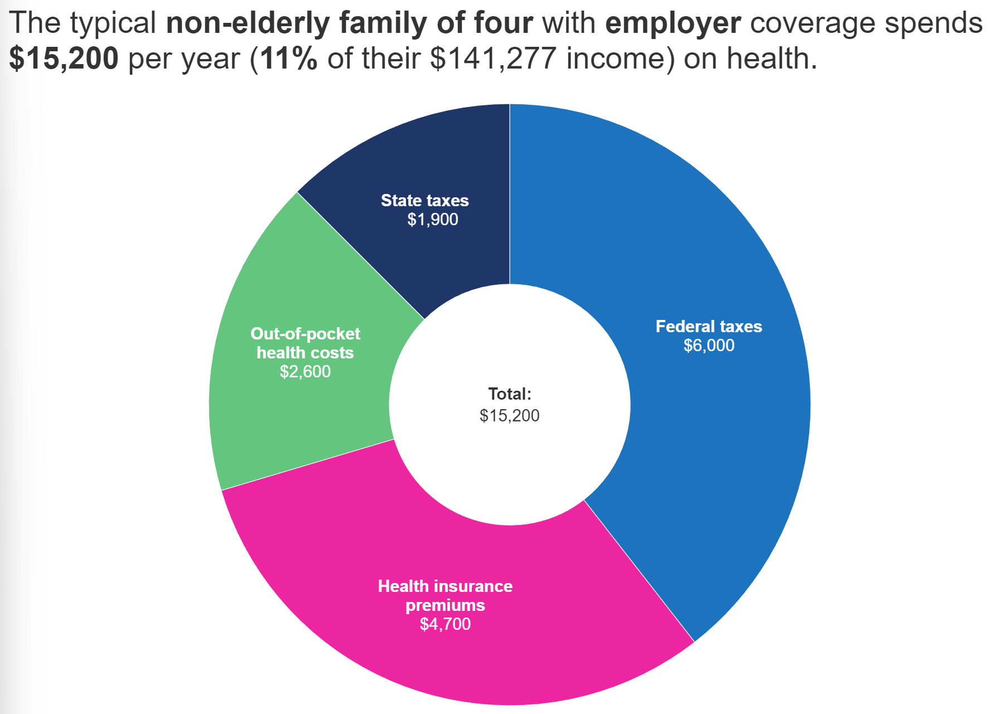 The typical non-elderly family of four with employer coverage spends
$15,200 per year (11% of their $141,277 income) on health.
State taxes
$1,900
Federal taxes
$6,000
Out-of-pocket
health costs
$2,600
Total:
$15,200
Health insurance
premiums
$4,700